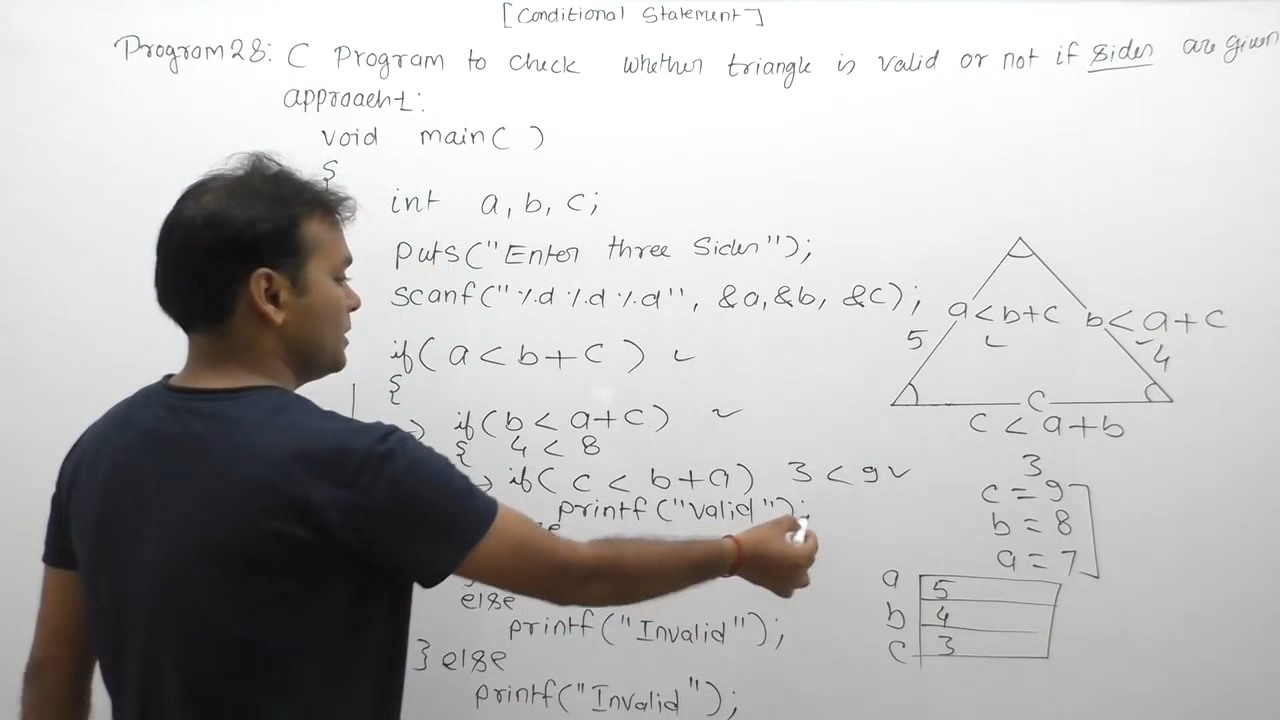 [Conditional Statement]
Program 28: C Program to check whether triangle is valid or not if sides are given
approach-1:
void main( )
{
int a, b, c;
puts("Enter three Sides");
scanf("%d %d %d", &a, &b, &c);
if( a < b + c ) ✓
{
if( b < a + c) ✓
{ 4 < 8
if( c < b + a) 3 < 9 ✓
printf("Valid");
else
printf("Invalid");
} else
printf("Invalid");
a < b + c
✓
b < a + c
5
4
c
c < a + b
3
c = 9
b = 8
a = 7
a 5
b 4
c 3